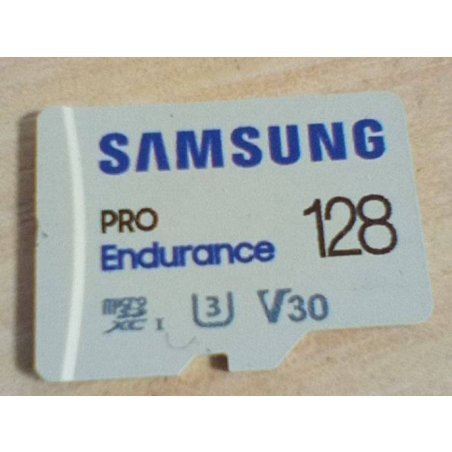 SAMSUNG
PRO 128
Endurance
micro SD XC I U3 V30